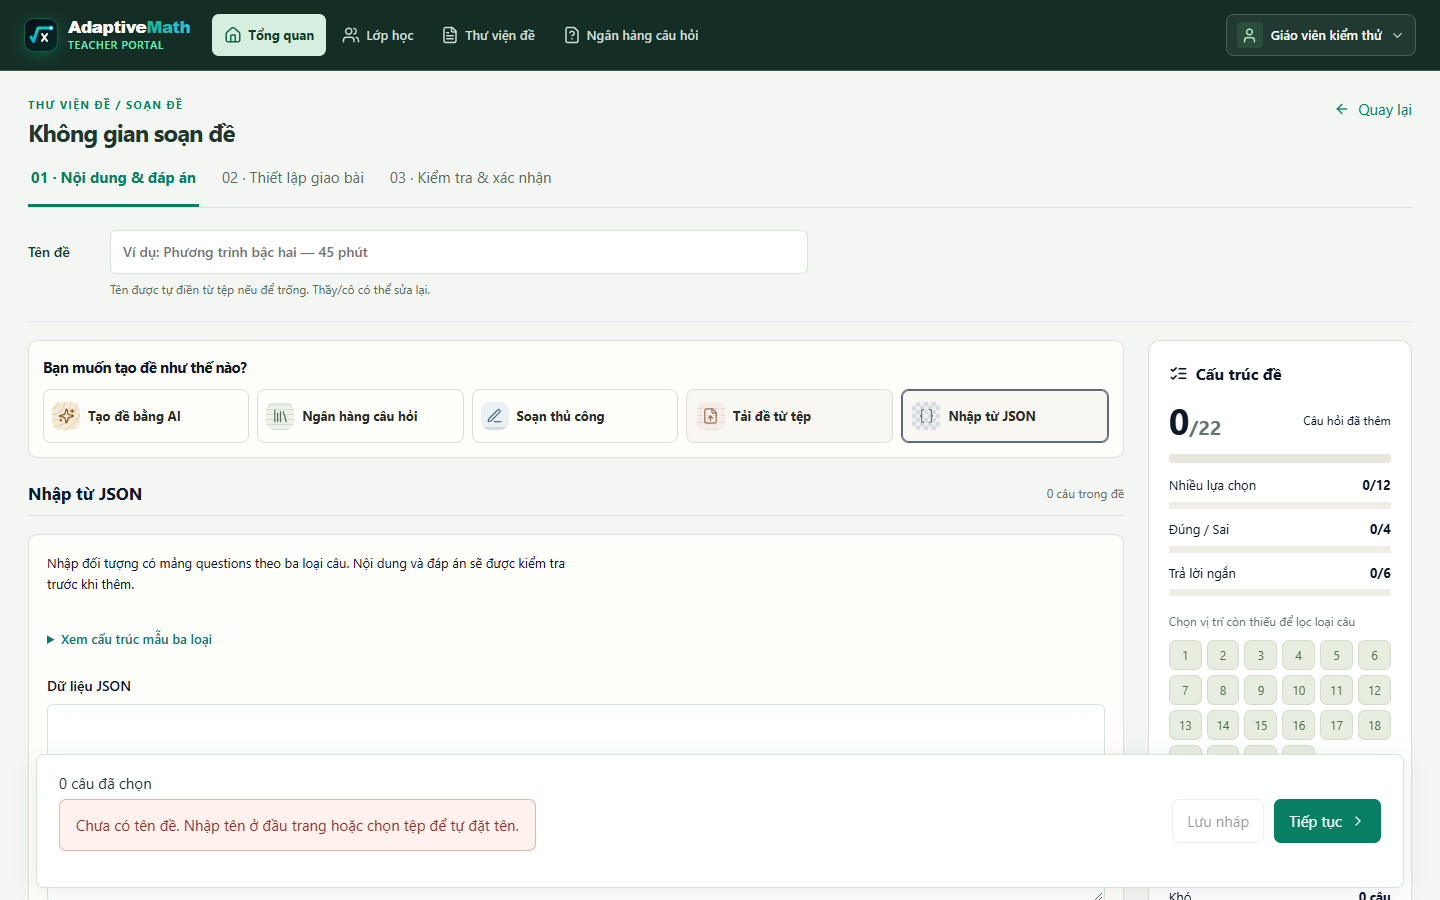 AdaptiveMath
TEACHER PORTAL
Tổng quan
Lớp học
Thư viện đề
Ngân hàng câu hỏi
Giáo viên kiểm thử
THƯ VIỆN ĐỀ / SOẠN ĐỀ
Không gian soạn đề
Quay lại
01 · Nội dung & đáp án
02 · Thiết lập giao bài
03 · Kiểm tra & xác nhận
Tên đề
Ví dụ: Phương trình bậc hai — 45 phút
Tên được tự điền từ tệp nếu để trống. Thầy/cô có thể sửa lại.
Bạn muốn tạo đề như thế nào?
Tạo đề bằng AI
Ngân hàng câu hỏi
Soạn thủ công
Tải đề từ tệp
Nhập từ JSON
Nhập từ JSON
0 câu trong đề
Nhập đối tượng có mảng questions theo ba loại câu. Nội dung và đáp án sẽ được kiểm tra
trước khi thêm.
Xem cấu trúc mẫu ba loại
Dữ liệu JSON
Cấu trúc đề
0/22
Câu hỏi đã thêm
Nhiều lựa chọn 0/12
Đúng / Sai 0/4
Trả lời ngắn 0/6
Chọn vị trí còn thiếu để lọc loại câu
1 2 3 4 5 6
7 8 9 10 11 12
13 14 15 16 17 18
0 câu đã chọn
Chưa có tên đề. Nhập tên ở đầu trang hoặc chọn tệp để tự đặt tên.
Lưu nháp
Tiếp tục
Khó 0 câu